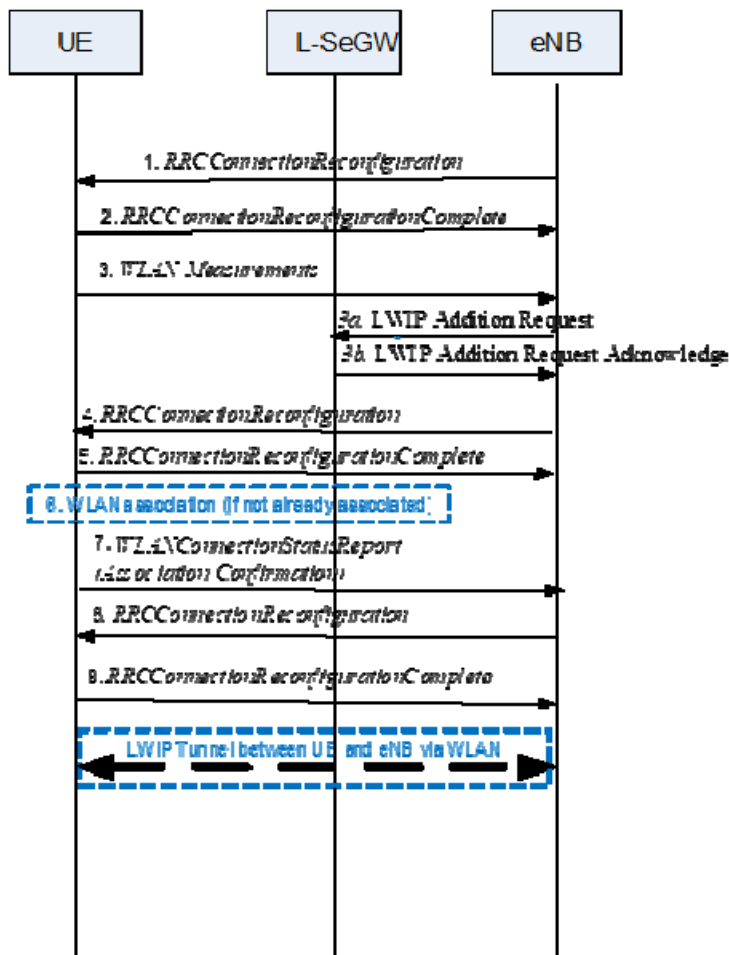 UE
L-SeGW
eNB
1. RRCConnectionReconfiguration
2. RRCConnectionReconfigurationComplete
3. WLAN Measurements
3a. LWIP Addition Request
3b. LWIP Addition Request Acknowledge
4. RRCConnectionReconfiguration
5. RRCConnectionReconfigurationComplete
6. WLAN association (if not already associated)
7. WLANConnectionStatusReport
(Association Confirmation)
8. RRCConnectionReconfiguration
9. RRCConnectionReconfigurationComplete
LWIP Tunnel between UE and eNB via WLAN